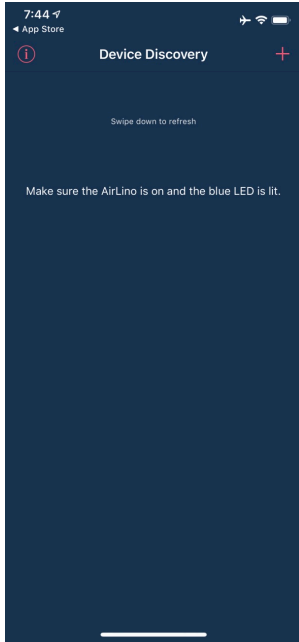 7:44
◀ App Store
Device Discovery
Swipe down to refresh
Make sure the AirLino is on and the blue LED is lit.